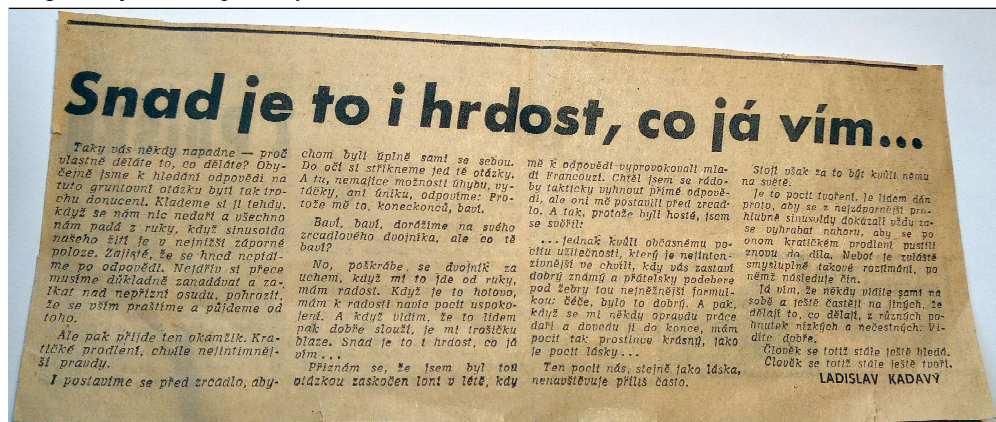 Snad je to i hrdost, co já vím...
Taky vás někdy napadne — proč
vlastně děláte to, co děláte? Oby-
čejně jsme k hledání odpovědi na
tuto gruntovní otázku byti tak tro-
chu donuceni. Klademe si ji tehdy,
když se nám nic nedaří a všechno
nám padá z ruky, když sinusoida
našeho žití je v nejnižší záporné
poloze. Zajisté, že se hned nepídí-
me po odpovědi. Nejdřív si přece
musíme důkladně zanadávat a za-
lkat nad nepřízní osudu, pohrozit,
že se vším praštíme a půjdeme od
toho.
Ale pak přijde ten okamžik. Kra-
tičké prodlení, chvíle nejintimněj-
ší pravdy.
I postavíme se před zrcadlo, aby-
chom byli úplně sami se sebou.
Do očí si střikneme jed té otázky.
A tu, nemajíce možnosti úhybu, vy-
táčky, ani úniku, odpovíme: Pro-
tože mě to, koneckonců, baví.
Baví, baví, dorážíme na svého
zrcadlového dvojníka, ale co tě
baví?
No, poškrábe se dvojník za
uchem, když mi to jde od ruky,
mám radost. Když je to hotovo,
mám k radosti navíc pocit uspoko-
jení. A když vidím, že to lidem
pak dobře slouží, je mi trošičku
blaze. Snad je to i hrdost, co já
vím...
Přiznám se, že jsem byl tou
otázkou zaskočen loni v létě, kdy
mě k odpovědi vyprovokovali mla-
dí Francouzi. Chtěl jsem se rádo-
by takticky vyhnout přímé odpově-
di, ale oni mě postavili před zrcad-
lo. A tak, protože byli hosté, jsem
se svěřil:
... jednak kvůli občasnému po-
citu užitečnosti, který je nejinten-
zívnější ve chvíli, kdy vás zastaví
dobrý známý a přátelsky podebere
pod žebry tou nejněžnější formul-
kou: čéče, bylo to dobrý. A pak,
když se mi někdy opravdu práce
daří a dovedu ji do konce, mám
pocit tak prostince krásný, jako
je pocit lásky...
Ten pocit nás, stejně jako láska,
nenavštěvuje příliš často.
Stojí však za to být kvůli němu
na světě.
Je to pocit tvoření, je lidem dán
proto, aby se z nejzápornější pro-
hlubně sinusoidy dokázali vždy za-
se vyhrabat nahoru, aby se po
onom kratičkém prodlení pustili
znovu do díla. Neboť je zvláště
smysluplné takové rozjímání, po
němž následuje čin.
Já vím, že někdy vidíte sami na
sobě a ještě častěji na jiných, že
dělají to, co dělají, z různých po-
hnutek nízkých a nečestných. Vi-
díte dobře.
Člověk se totiž stále ještě hledá.
Člověk se totiž stále ještě tvoří.
LADISLAV KADAVÝ